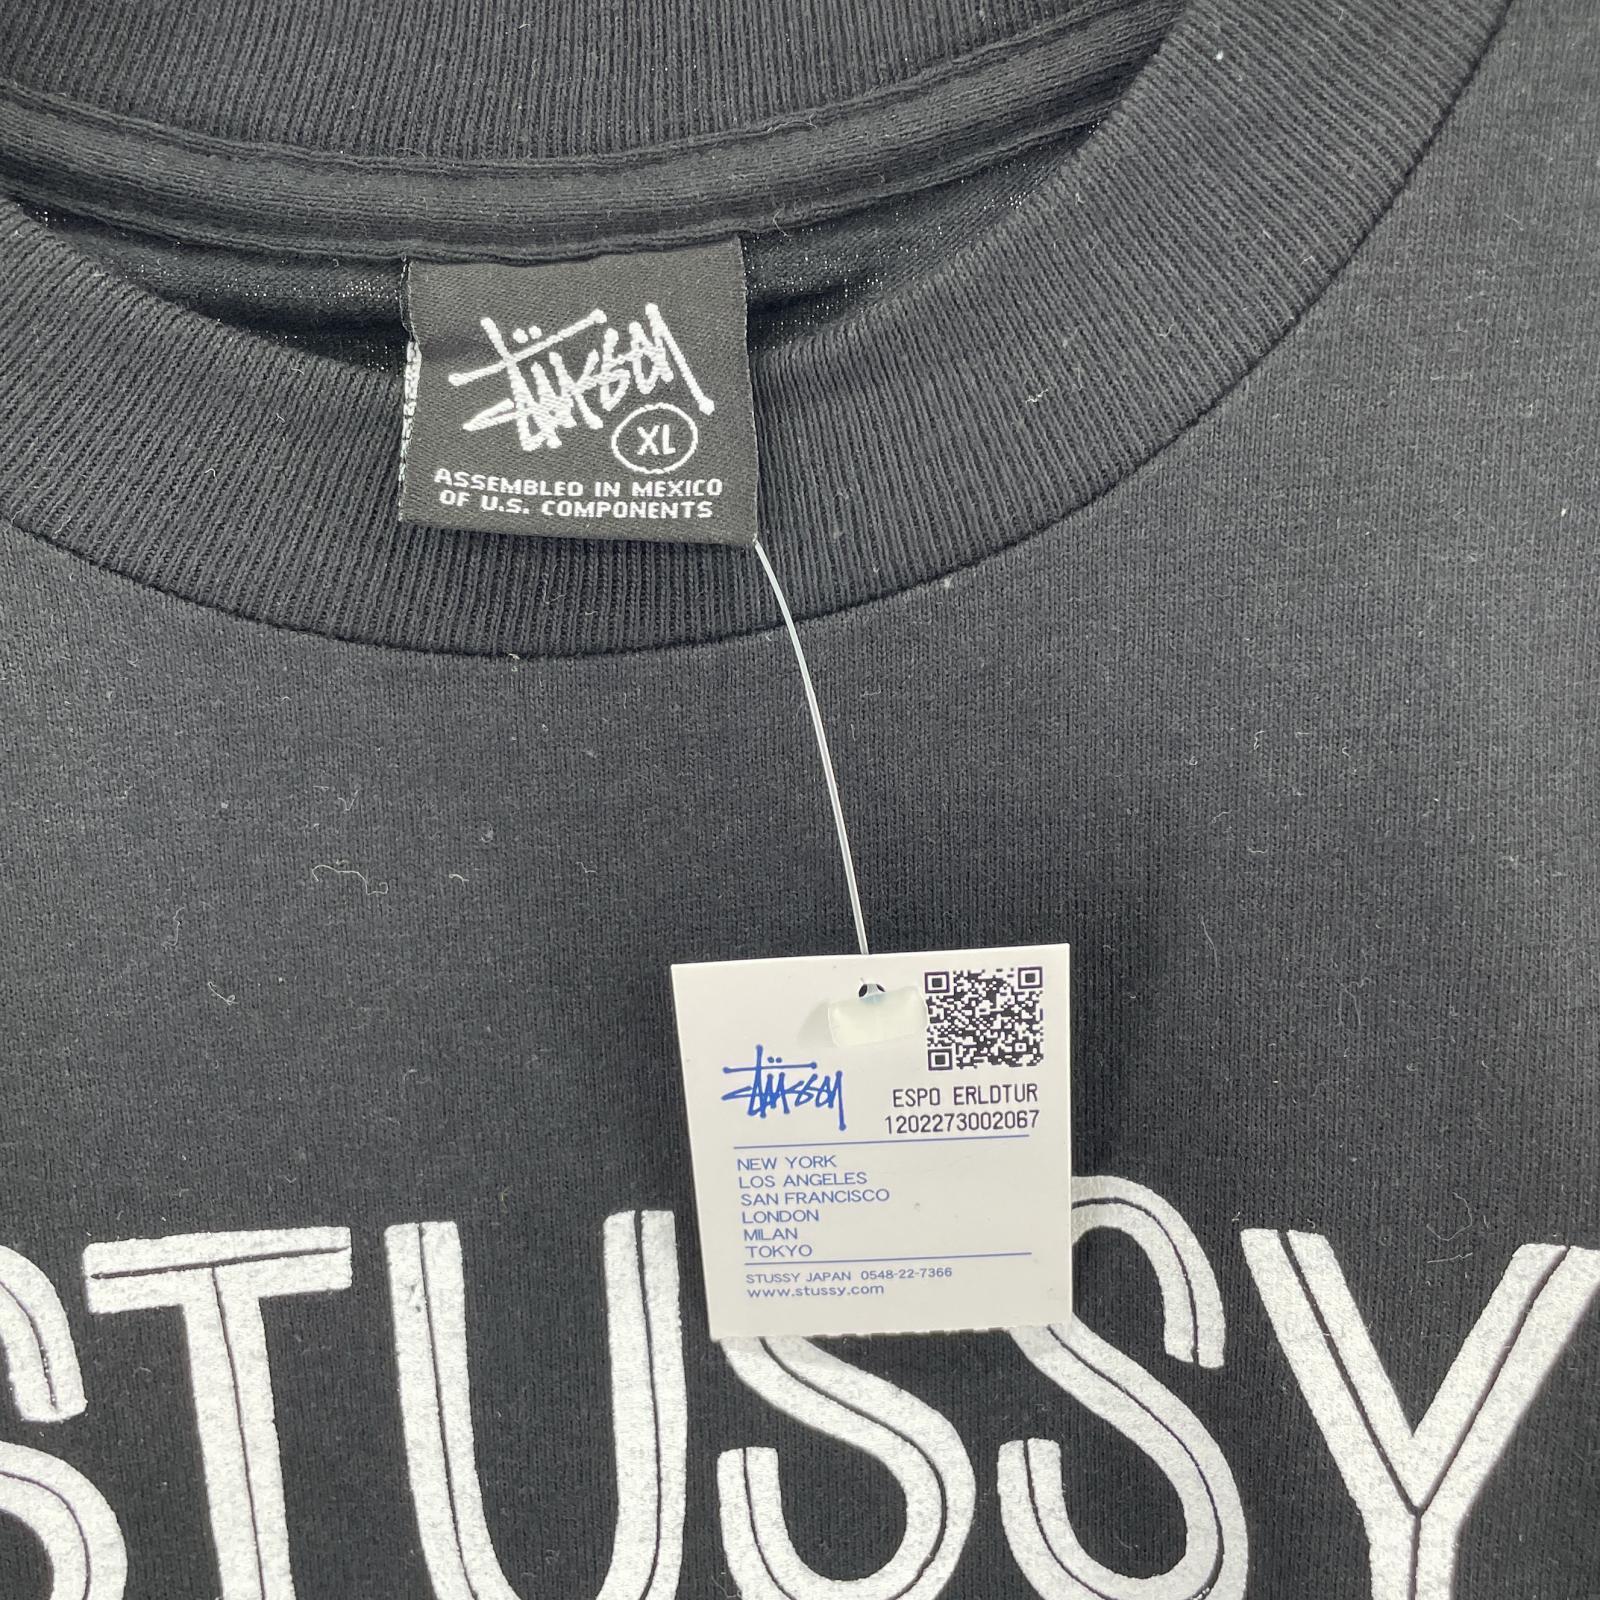 Stüssy
XL
ASSEMBLED IN MEXICO
OF U.S. COMPONENTS
Stüssy
ESPO ERLDTUR
1202273002067
NEW YORK
LOS ANGELES
SAN FRANCISCO
LONDON
MILAN
TOKYO
STUSSY JAPAN 0548-22-7366
www.stussy.com
STUSSY